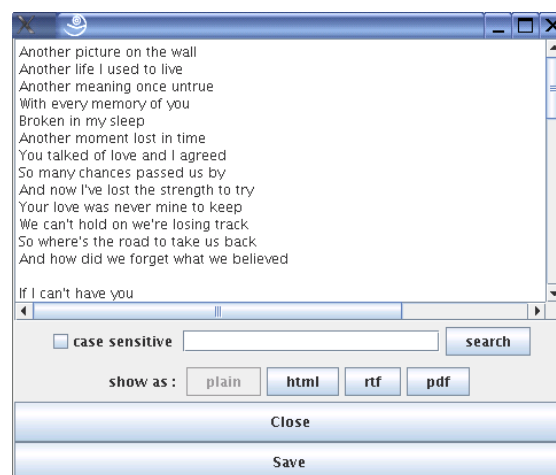 Another picture on the wall
Another life I used to live
Another meaning once untrue
With every memory of you
Broken in my sleep
Another moment lost in time
You talked of love and I agreed
So many chances passed us by
And now I've lost the strength to try
Your love was never mine to keep
We can't hold on we're losing track
So where's the road to take us back
And how did we forget what we believed
If I can't have you
case sensitive
search
show as :
plain
html
rtf
pdf
Close
Save